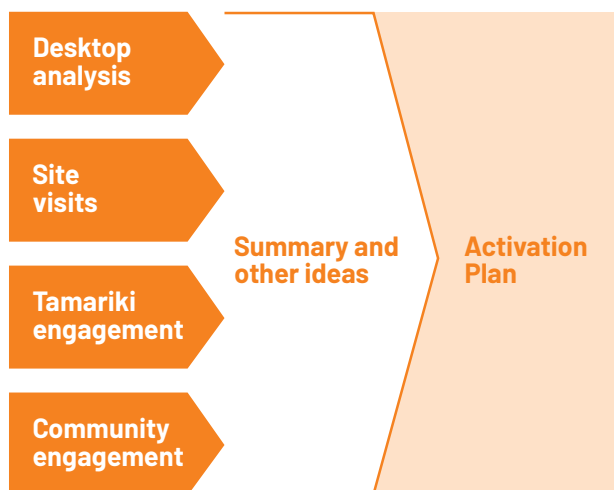 Desktop
analysis
Site
visits
Tamariki
engagement
Community
engagement
Summary and
other ideas
Activation
Plan